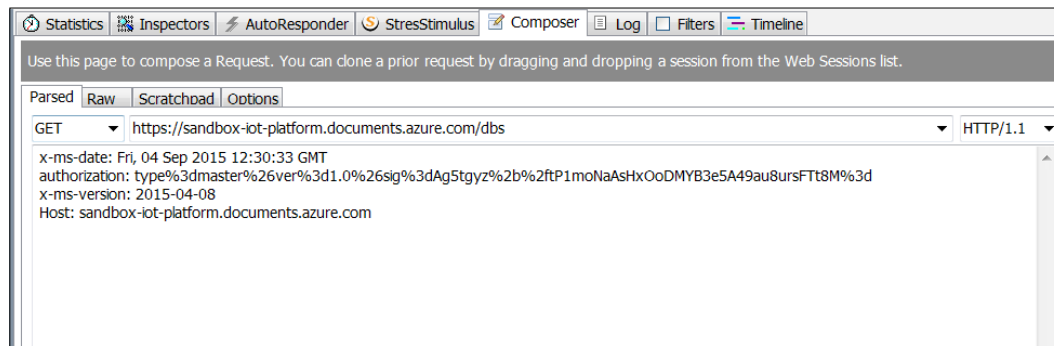 Statistics Inspectors AutoResponder StresStimulus Composer Log Filters Timeline
Use this page to compose a Request. You can clone a prior request by dragging and dropping a session from the Web Sessions list.
Parsed Raw Scratchpad Options
GET https://sandbox-iot-platform.documents.azure.com/dbs HTTP/1.1
x-ms-date: Fri, 04 Sep 2015 12:30:33 GMT
authorization: type%3dmaster%26ver%3d1.0%26sig%3dAg5tgyz%2b%2ftP1moNaAsHxOoDMYB3e5A49au8ursFTt8M%3d
x-ms-version: 2015-04-08
Host: sandbox-iot-platform.documents.azure.com